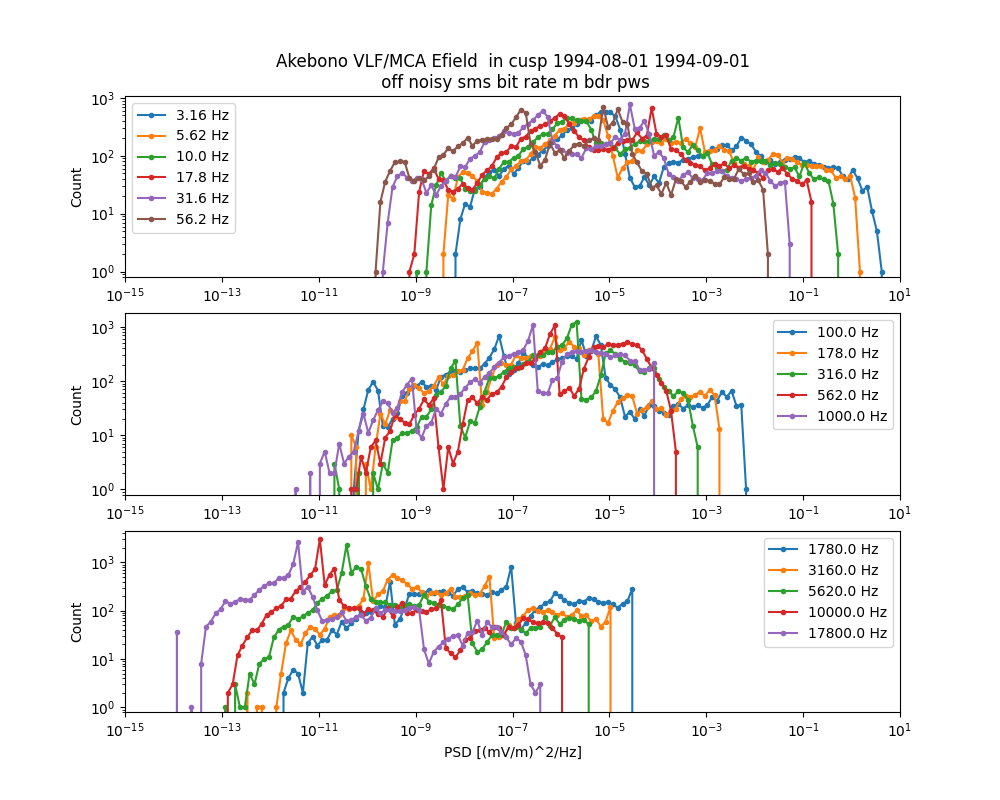 Akebono VLF/MCA Efield  in cusp 1994-08-01 1994-09-01
off noisy sms bit rate m bdr pws
10^3
10^2
10^1
10^0
Count
3.16 Hz
5.62 Hz
10.0 Hz
17.8 Hz
31.6 Hz
56.2 Hz
10^-15 10^-13 10^-11 10^-9 10^-7 10^-5 10^-3 10^-1 10^1
10^3
10^2
10^1
10^0
Count
100.0 Hz
178.0 Hz
316.0 Hz
562.0 Hz
1000.0 Hz
10^-15 10^-13 10^-11 10^-9 10^-7 10^-5 10^-3 10^-1 10^1
10^3
10^2
10^1
10^0
Count
1780.0 Hz
3160.0 Hz
5620.0 Hz
10000.0 Hz
17800.0 Hz
10^-15 10^-13 10^-11 10^-9 10^-7 10^-5 10^-3 10^-1 10^1
PSD [(mV/m)^2/Hz]